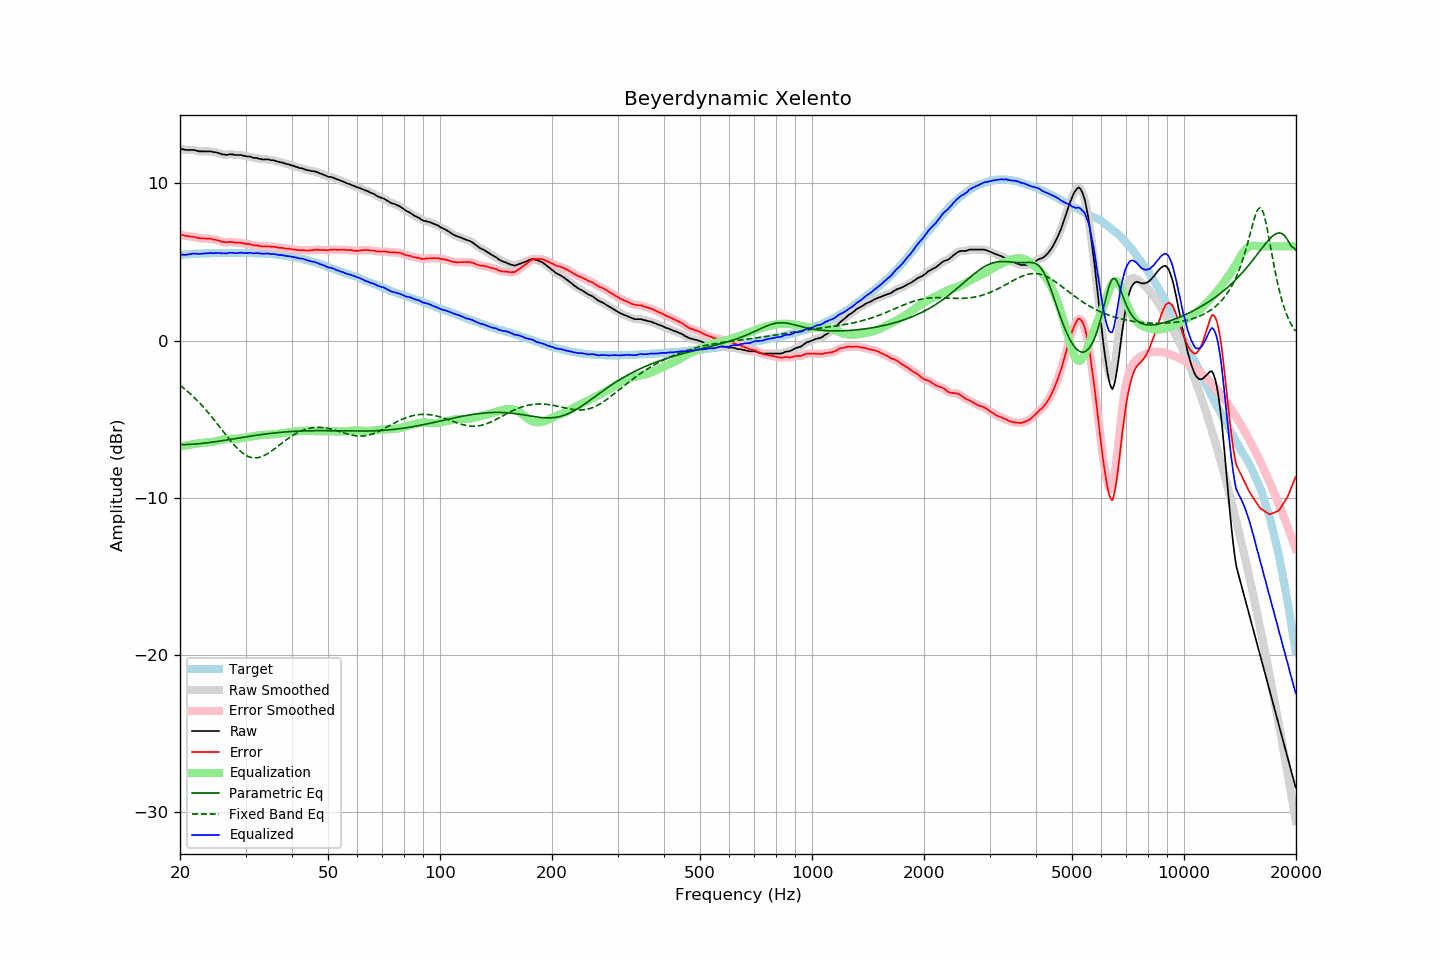 Beyerdynamic Xelento
Amplitude (dBr)
10
0
−10
−20
−30
Target
Raw Smoothed
Error Smoothed
Raw
Error
Equalization
Parametric Eq
Fixed Band Eq
Equalized
20 50 100 200 500 1000 2000 5000 10000 20000
Frequency (Hz)